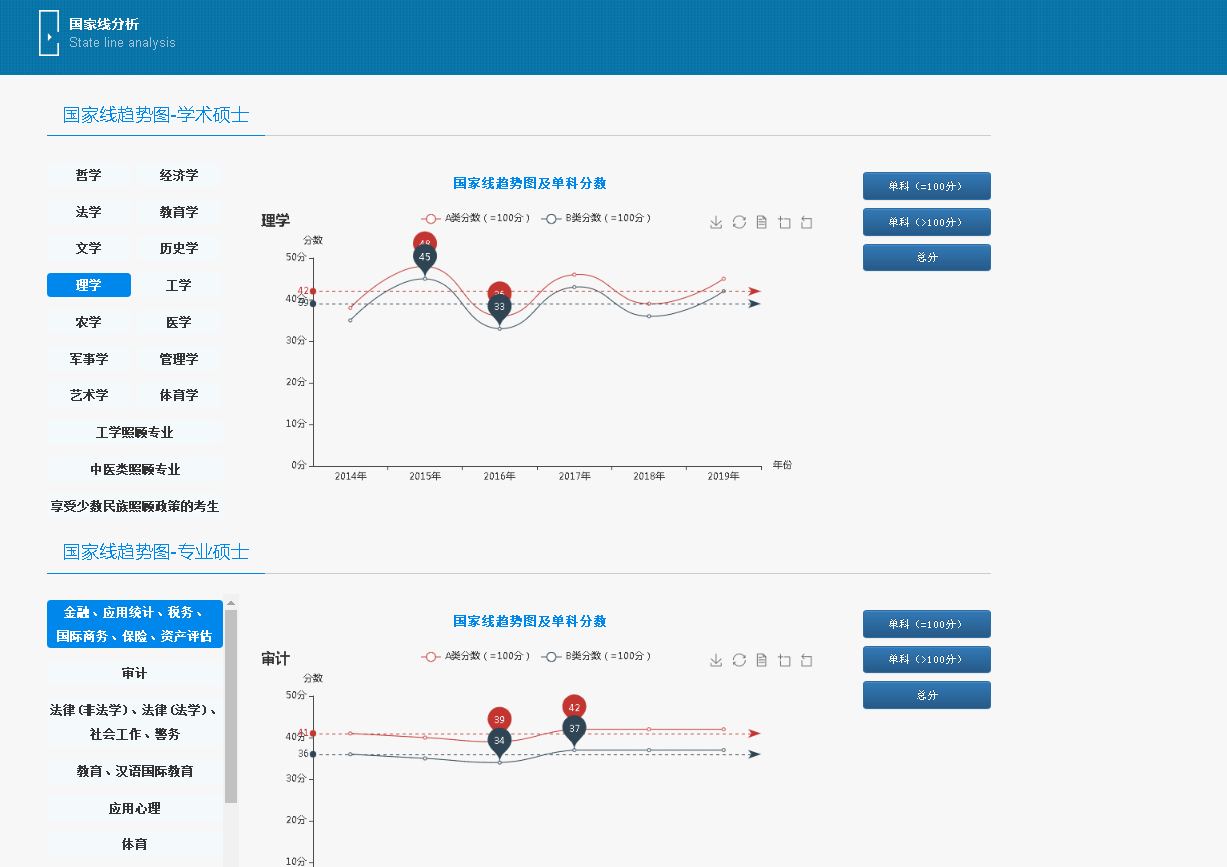 国家线分析
State line analysis
国家线趋势图-学术硕士
哲学 经济学
法学 教育学
文学 历史学
理学 工学
农学 医学
军事学 管理学
艺术学 体育学
工学照顾专业
中医类照顾专业
享受少数民族照顾政策的考生
国家线趋势图及单科分数
理学
A类分数(=100分) B类分数(=100分)
分数
50分
40分
30分
20分
10分
0分
42
39
48
45
33
2014年 2015年 2016年 2017年 2018年 2019年
年份
单科 (=100分)
单科 (>100分)
总分
国家线趋势图-专业硕士
金融、应用统计、税务、
国际商务、保险、资产评估
审计
法律(非法学)、法律(法学)、
社会工作、警务
教育、汉语国际教育
应用心理
体育
国家线趋势图及单科分数
审计
A类分数(=100分) B类分数(=100分)
分数
50分
40分
30分
20分
10分
41
36
39
34
42
37
单科 (=100分)
单科 (>100分)
总分